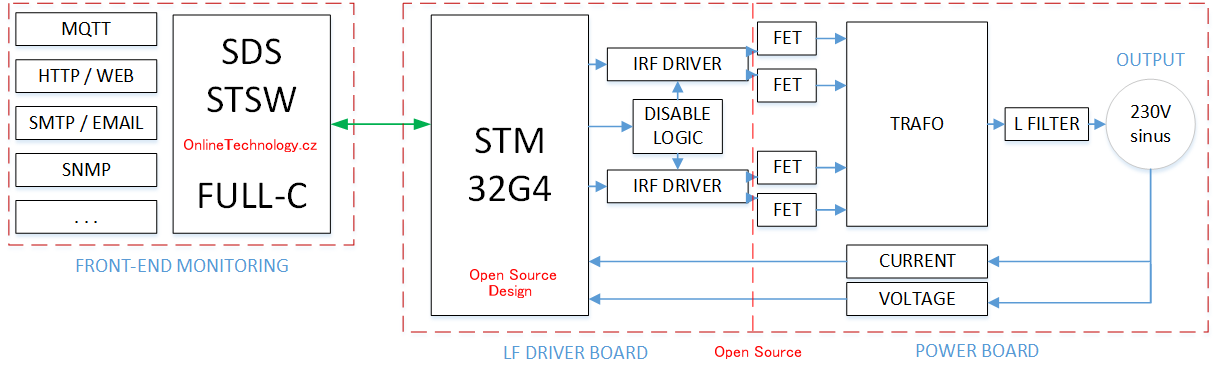 MQTT
HTTP / WEB
SMTP / EMAIL
SNMP
. . .
SDS
STSW
OnlineTechnology.cz
FULL-C
FRONT-END MONITORING
STM
32G4
Open Source
Design
IRF DRIVER
DISABLE
LOGIC
IRF DRIVER
LF DRIVER BOARD
Open Source
FET
FET
FET
FET
TRAFO
L FILTER
OUTPUT
230V
sinus
CURRENT
VOLTAGE
POWER BOARD